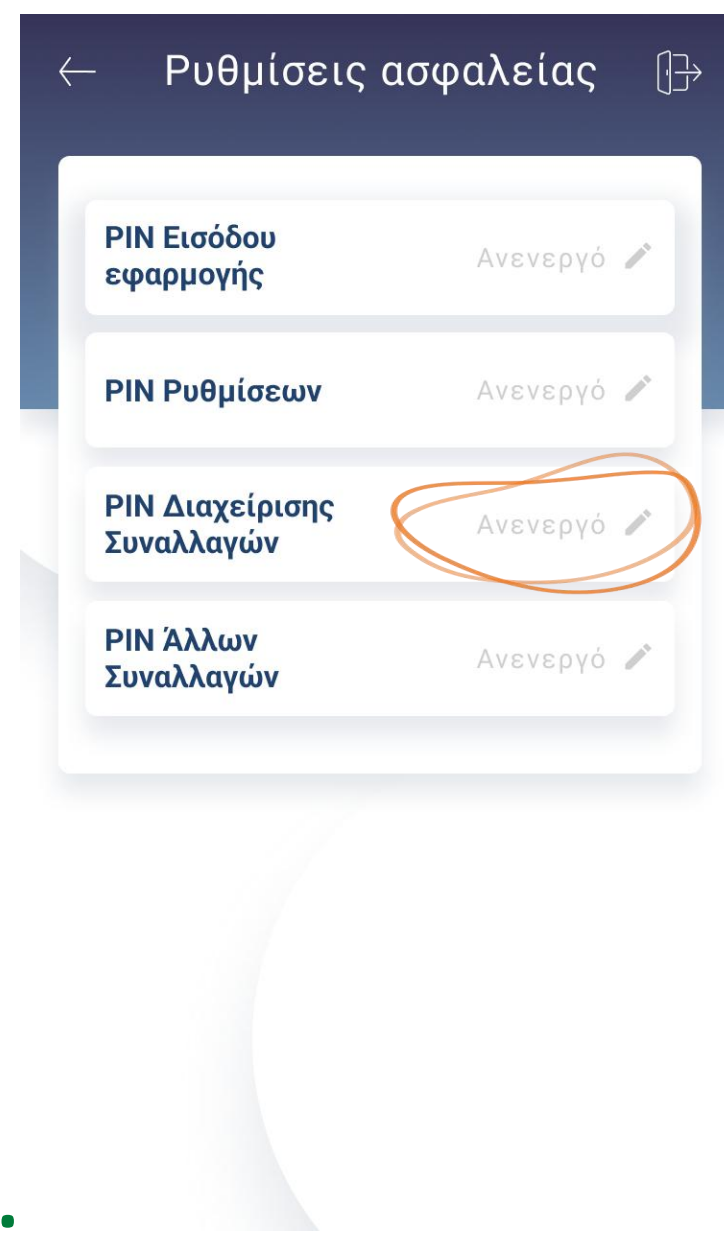 Ρυθμίσεις ασφαλείας
PIN Εισόδου
εφαρμογής
Ανενεργό
PIN Ρυθμίσεων
Ανενεργό
PIN Διαχείρισης
Συναλλαγών
Ανενεργό
PIN Άλλων
Συναλλαγών
Ανενεργό